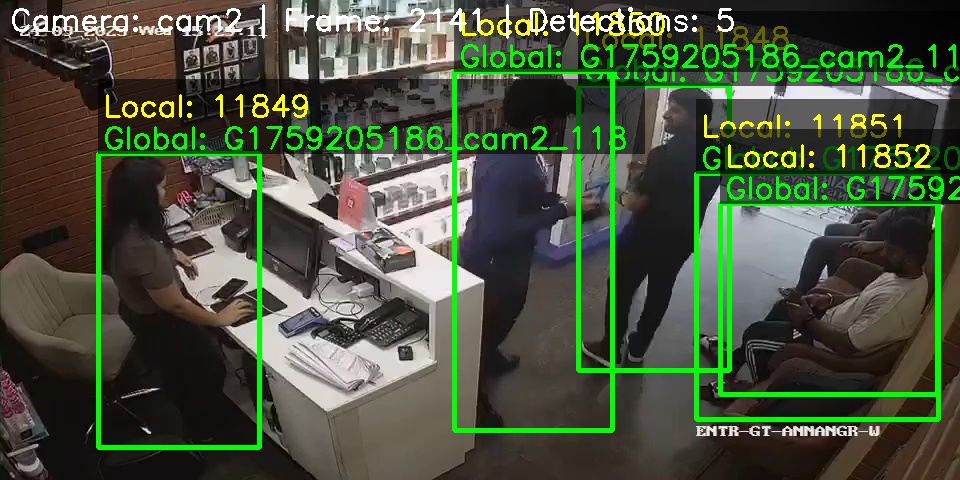 Camera: cam2 | Frame: 2141 | Detections: 5
Local: 11850
Global: G1759205186_cam2_11
Local: 11849
Global: G1759205186_cam2_118
Local: 11851
Local: 11852
Global: G17592
ENTR-GT-ANNANGR-W